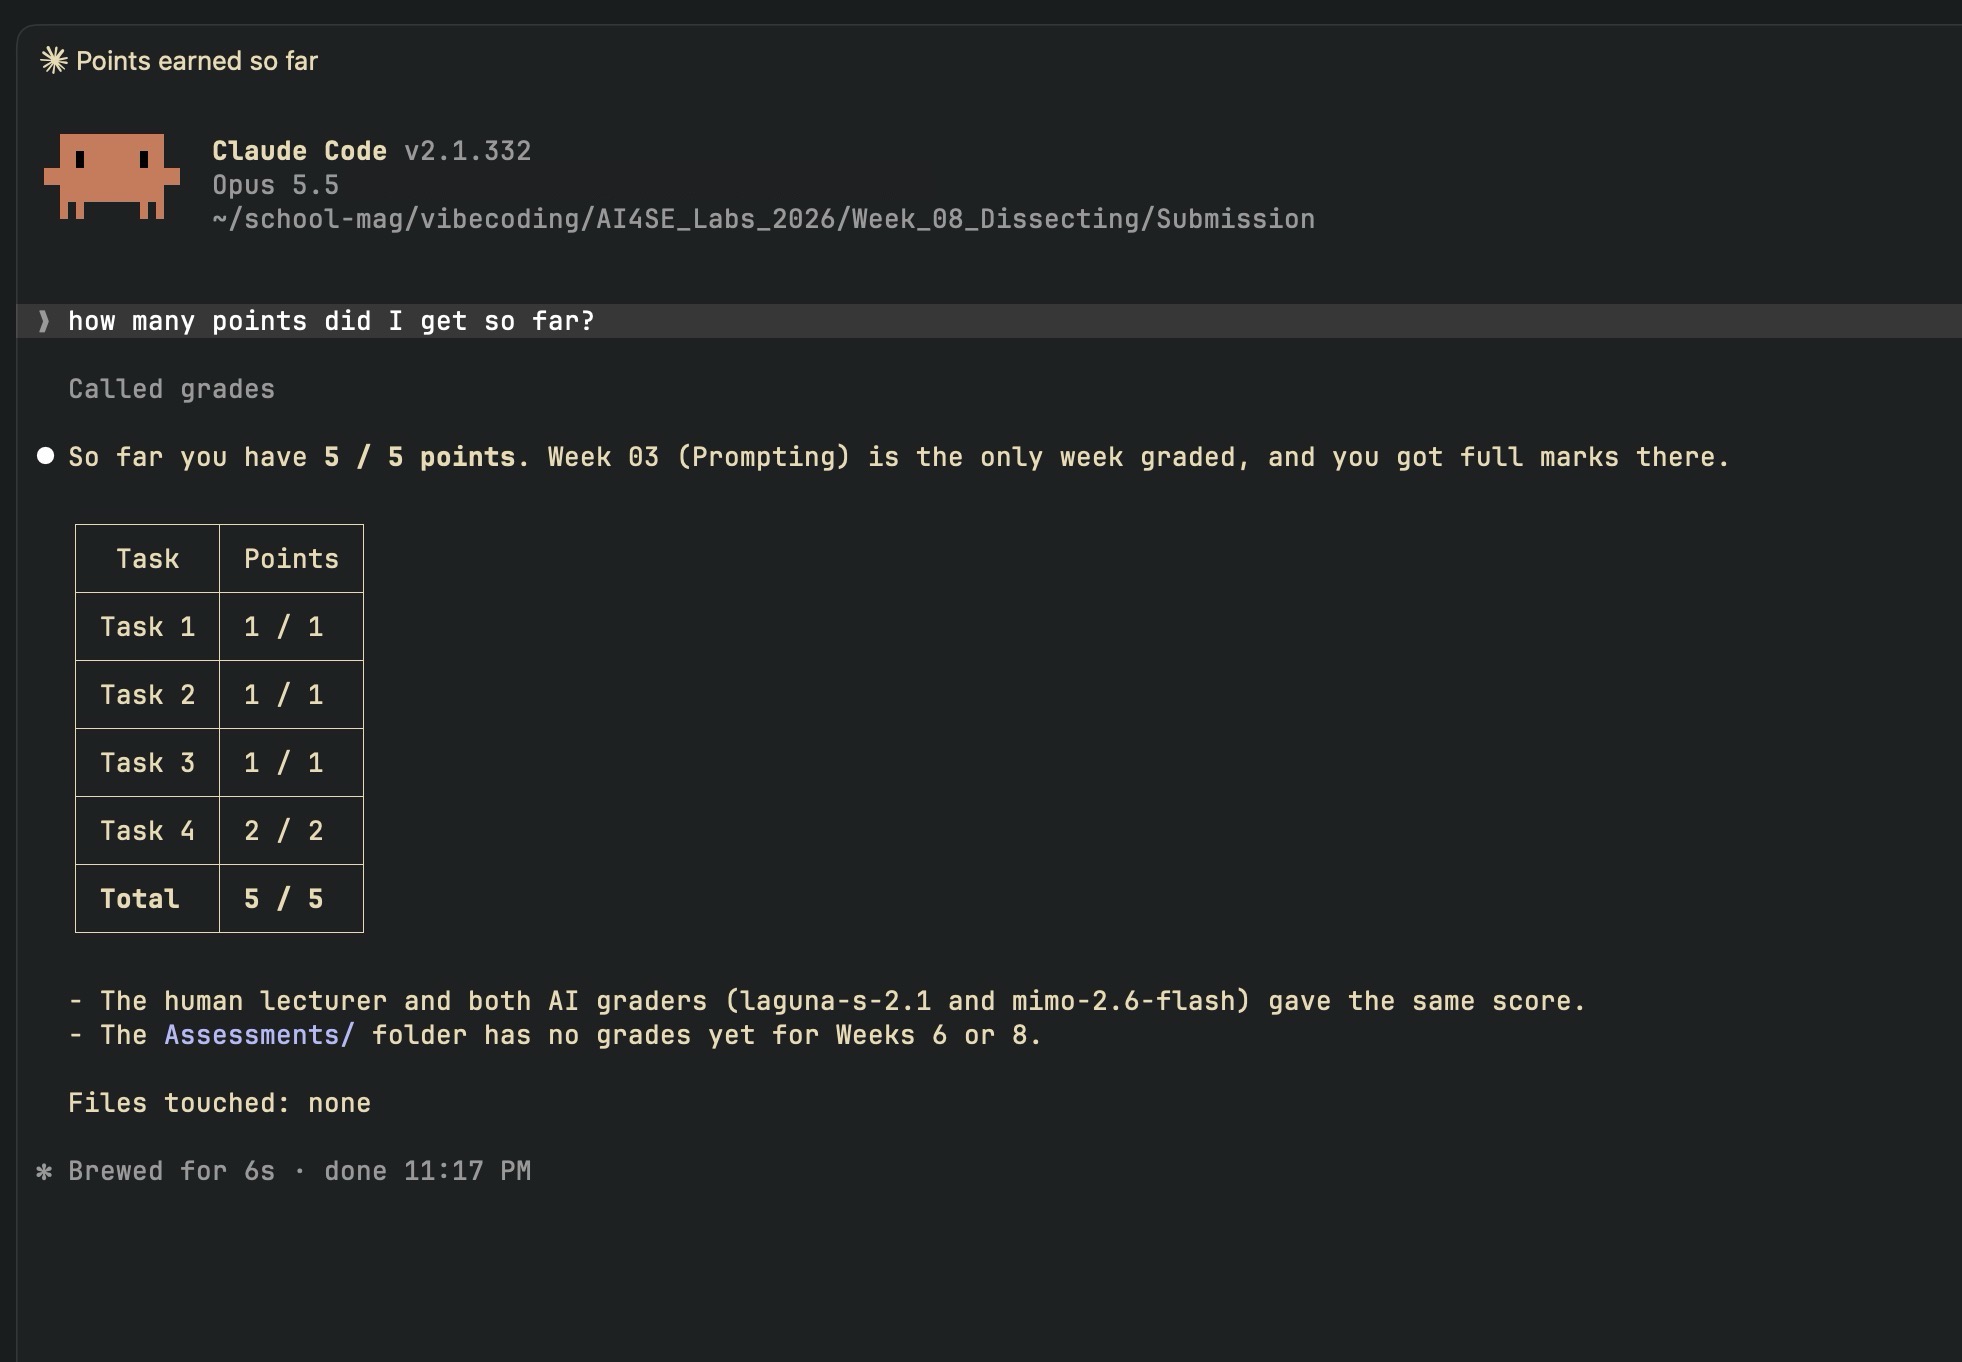 Points earned so far
Claude Code v2.1.332
Opus 5.5
~/school-mag/vibecoding/AI4SE_Labs_2026/Week_08_Dissecting/Submission
❯ how many points did I get so far?
Called grades
● So far you have 5 / 5 points. Week 03 (Prompting) is the only week graded, and you got full marks there.
Task Points
Task 1 1 / 1
Task 2 1 / 1
Task 3 1 / 1
Task 4 2 / 2
Total 5 / 5
- The human lecturer and both AI graders (laguna-s-2.1 and mimo-2.6-flash) gave the same score.
- The Assessments/ folder has no grades yet for Weeks 6 or 8.
Files touched: none
✻ Brewed for 6s · done 11:17 PM